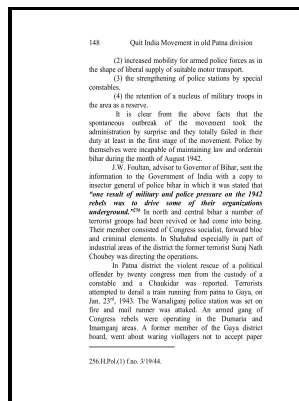 148 Quit India Movement in old Patna division
(2) increased mobility for armed police forces as in
the shape of liberal supply of suitable motor transport.
(3) the strengthening of police stations by special
constables.
(4) the retention of a nucleus of military troops in
the area as a reserve.
It is clear from the above facts that the
spontaneous outbreak of the movement took the
administration by surprise and they totally failed in their
duty at least in the first stage of the movement. Police by
themselves were incapable of maintaining law and ordersin
bihar during the month of August 1942.
J.W. Foultan, advisor to Governor of Bihar, sent the
information to the Government of India with a copy to
insector general of police bihar in which it was stated that
“one result of military and police pressure on the 1942
rebels was to drive some of their organizations
underground.”256 In north and central bihar a number of
terrorist groups had been revived or had come into being.
Their member consisted of Congress socialist, forward bloc
and criminal elements. In Shahabad especially in part of
industrial areas of the district the former terrorist Suraj Nath
Choubey was directing the operations.
In Patna district the violent rescue of a political
offender by twenty congress men from the custody of a
constable and a Chaukidar was reported. Terrorists
attempted to derail a train running from patna to Gaya, on
Jan. 23rd, 1943. The Warsaliganj police station was set on
fire and mail runner was attaked. An armed gang of
Congress rebels were operating in the Dumaria and
Imamganj areas. A former member of the Gaya district
board, went about waring viollagers not to accept paper
256.H.Pol.(1) f.no. 3/19/44.